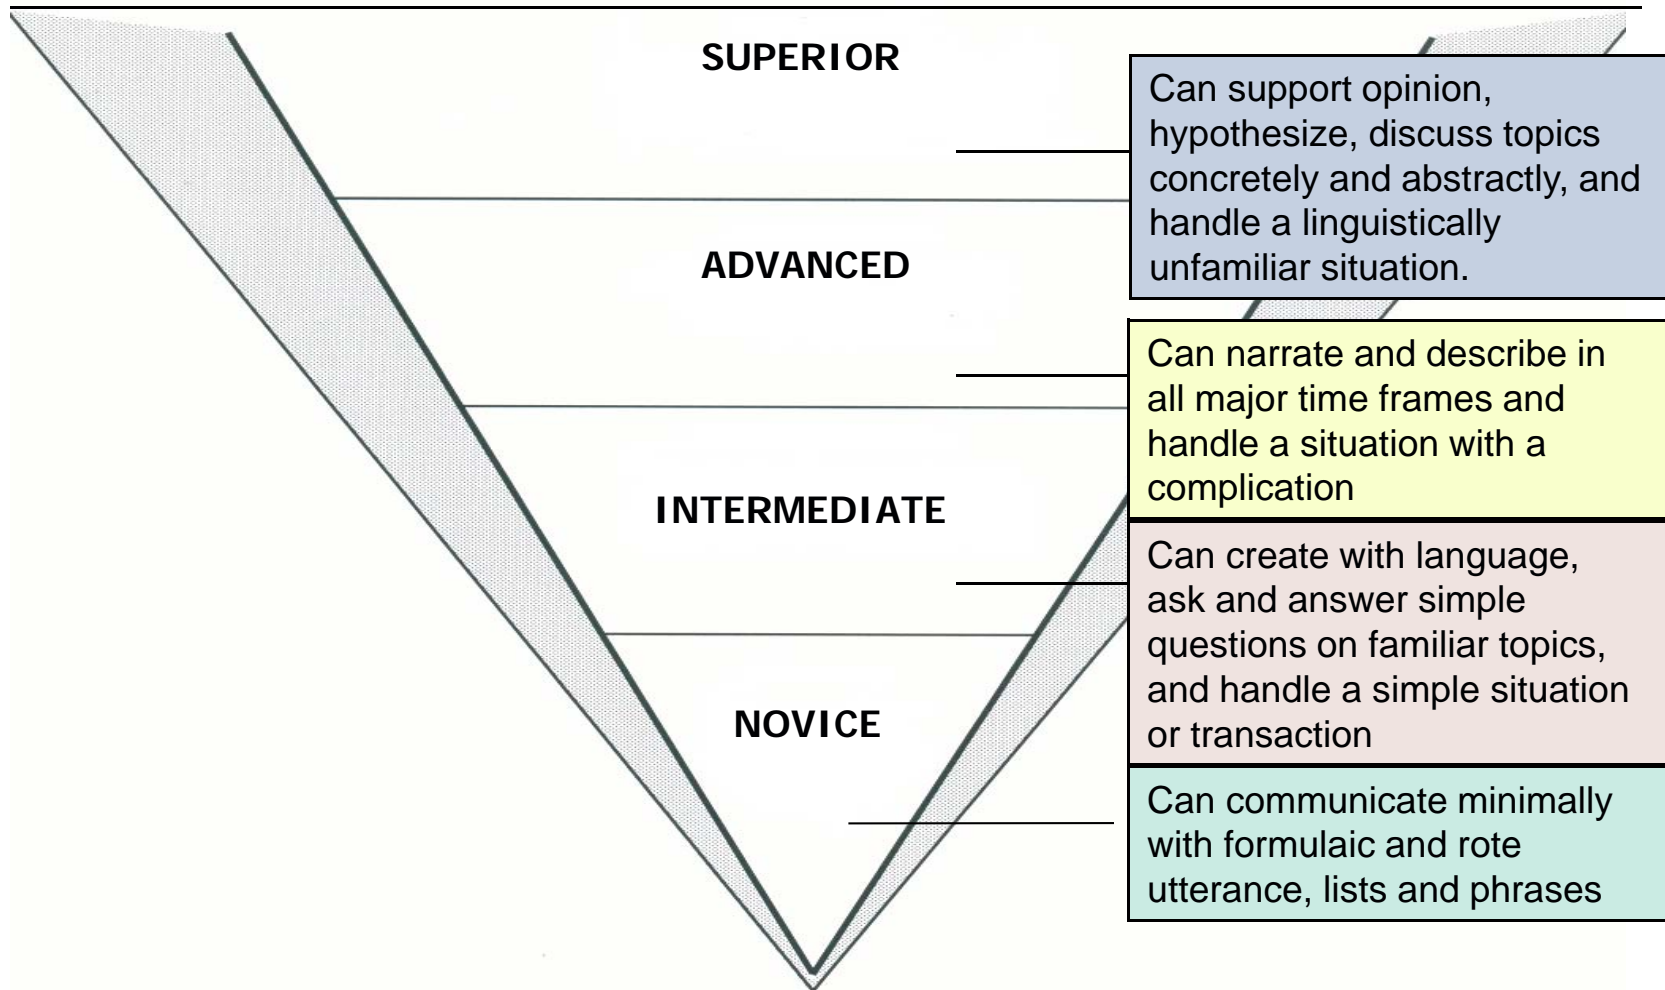 SUPERIOR
Can support opinion,
hypothesize, discuss topics
concretely and abstractly, and
handle a linguistically
unfamiliar situation.
ADVANCED
Can narrate and describe in
all major time frames and
handle a situation with a
complication
INTERMEDIATE
Can create with language,
ask and answer simple
questions on familiar topics,
and handle a simple situation
or transaction
NOVICE
Can communicate minimally
with formulaic and rote
utterance, lists and phrases